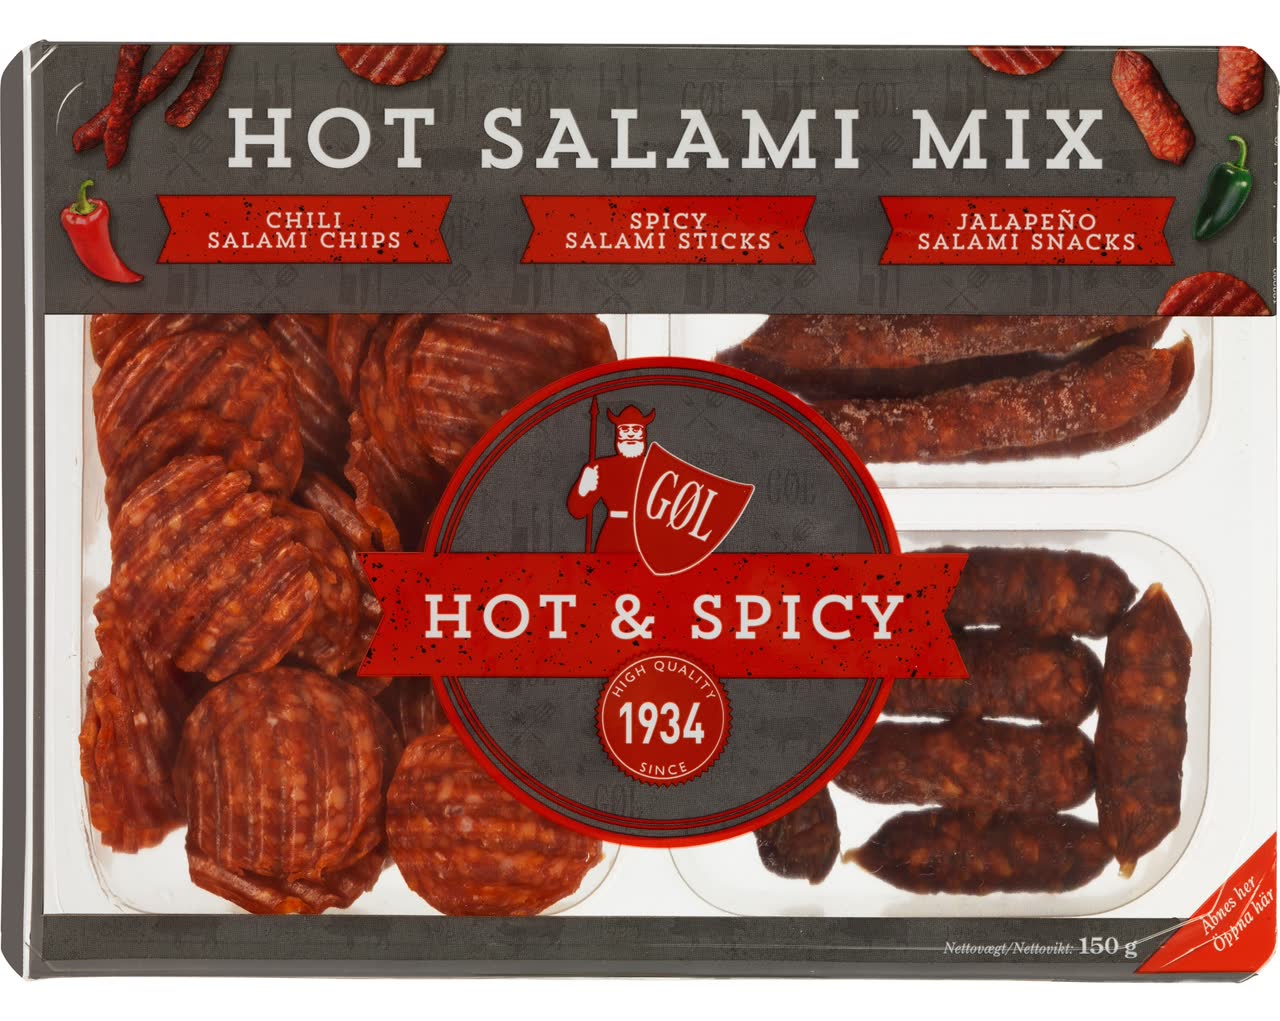 HOT SALAMI MIX
CHILI
SALAMI CHIPS
SPICY
SALAMI STICKS
JALAPEÑO
SALAMI SNACKS
GØL
HOT & SPICY
HIGH QUALITY
1934
SINCE
Nettovægt/Nettovikt: 150 g
Åbnes her
Öppna här